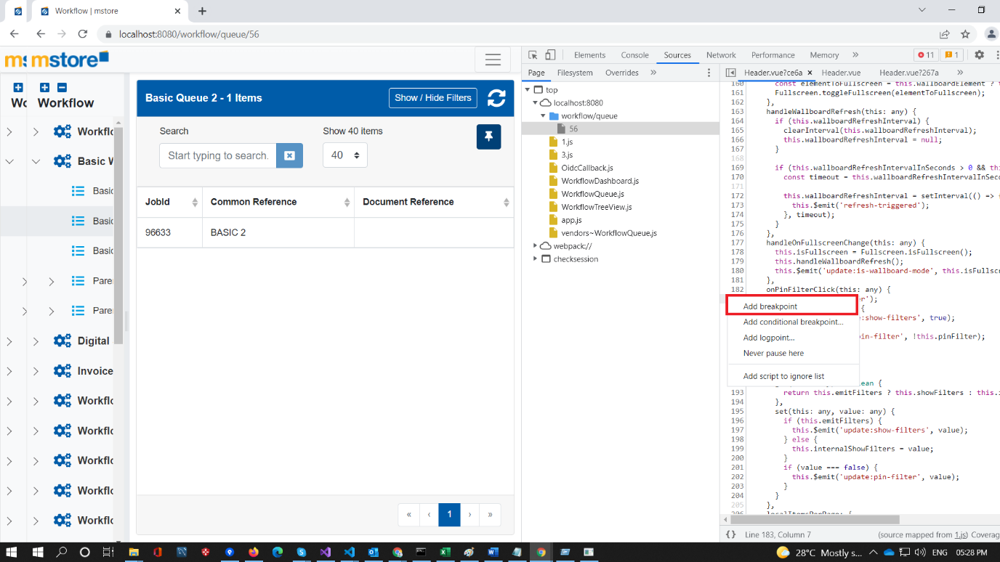 Workflow | mstore
localhost:8080/workflow/queue/56
ms mstore
Wo Workflow
Workflo
Basic W
Basic
Basic
Basic
Pare
Pare
Digital
Invoice
Workflo
Workflo
Workflo
Workflo
Workflo
Basic Queue 2 - 1 Items
Show / Hide Filters
Search
Show 40 items
Start typing to search.
40
JobId Common Reference Document Reference
96633 BASIC 2
« ‹ 1 › »
Elements Console Sources Network Performance Memory » 11 1
Page Filesystem Overrides »
top
localhost:8080
workflow/queue
56
1.js
3.js
OidcCallback.js
WorkflowDashboard.js
WorkflowQueue.js
WorkflowTreeView.js
app.js
vendors~WorkflowQueue.js
webpack://
checksession
Header.vue?ce6a × Header.vue Header.vue?267a »
160 const elementToFullscreen = this.wallboardElement ? t
161 Fullscreen.toggleFullscreen(elementToFullscreen);
162 },
163 handleWallboardRefresh(this: any) {
164 if (this.wallboardRefreshInterval) {
165 clearInterval(this.wallboardRefreshInterval);
166 this.wallboardRefreshInterval = null;
167 }
168
169 if (this.wallboardRefreshIntervalInSeconds > 0 && thi
170 const timeout = this.wallboardRefreshIntervalInSeco
171
172 this.wallboardRefreshInterval = setInterval(() => {
173 this.$emit('refresh-triggered');
174 }, timeout);
175 }
176 },
177 handleOnFullscreenChange(this: any) {
178 this.isFullscreen = Fullscreen.isFullscreen();
179 this.handleWallboardRefresh();
180 this.$emit('update:is-wallboard-mode', this.isFullscr
181 },
182 onPinFilterClick(this: any) {
er');
{
e:show-filters', true);
pin-filter', !this.pinFilter);
ean {
Add breakpoint
Add conditional breakpoint...
Add logpoint...
Never pause here
Add script to ignore list
193 return this.emitFilters ? this.showFilters : this.i
194 },
195 set(this: any, value: any) {
196 if (this.emitFilters) {
197 this.$emit('update:show-filters', value);
198 } else {
199 this.internalShowFilters = value;
200 }
201 if (value === false) {
202 this.$emit('update:pin-filter', value);
203 }
204 }
205 },
206 localItemsPerPage: {
{} Line 183, Column 7 (source mapped from 1.js) Coverag
28°C Mostly s... ENG 05:28 PM